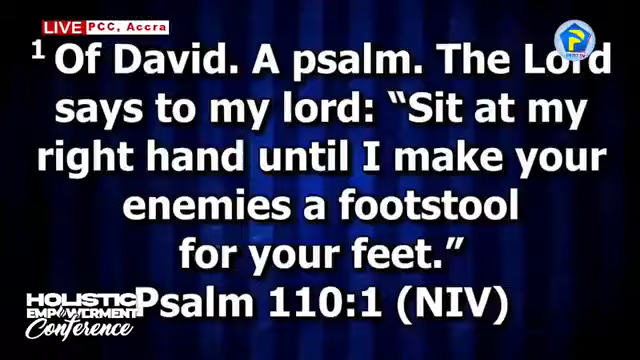 LIVE PCC, Accra
¹ Of David. A psalm. The Lord
says to my lord: “Sit at my
right hand until I make your
enemies a footstool
for your feet.”
Psalm 110:1 (NIV)
HOLISTIC
EMPOWERMENT
Conference